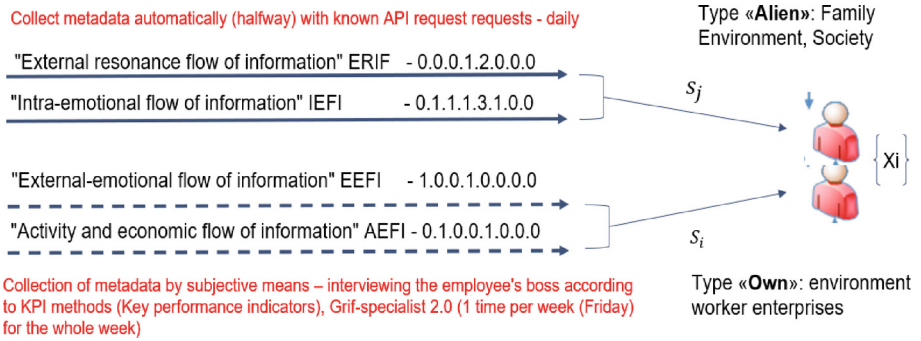 Collect metadata automatically (halfway) with known API request requests - daily
Type «Alien»: Family
Environment, Society
"External resonance flow of information" ERIF - 0.0.0.1.2.0.0.0
"Intra-emotional flow of information" IEFI - 0.1.1.1.3.1.0.0
Sj
{Xi}
"External-emotional flow of information" EEFI - 1.0.0.1.0.0.0.0
"Activity and economic flow of information" AEFI - 0.1.0.0.1.0.0.0
Si
Collection of metadata by subjective means – interviewing the employee's boss according
to KPI methods (Key performance indicators), Grif-specialist 2.0 (1 time per week (Friday)
for the whole week)
Type «Own»: environment
worker enterprises